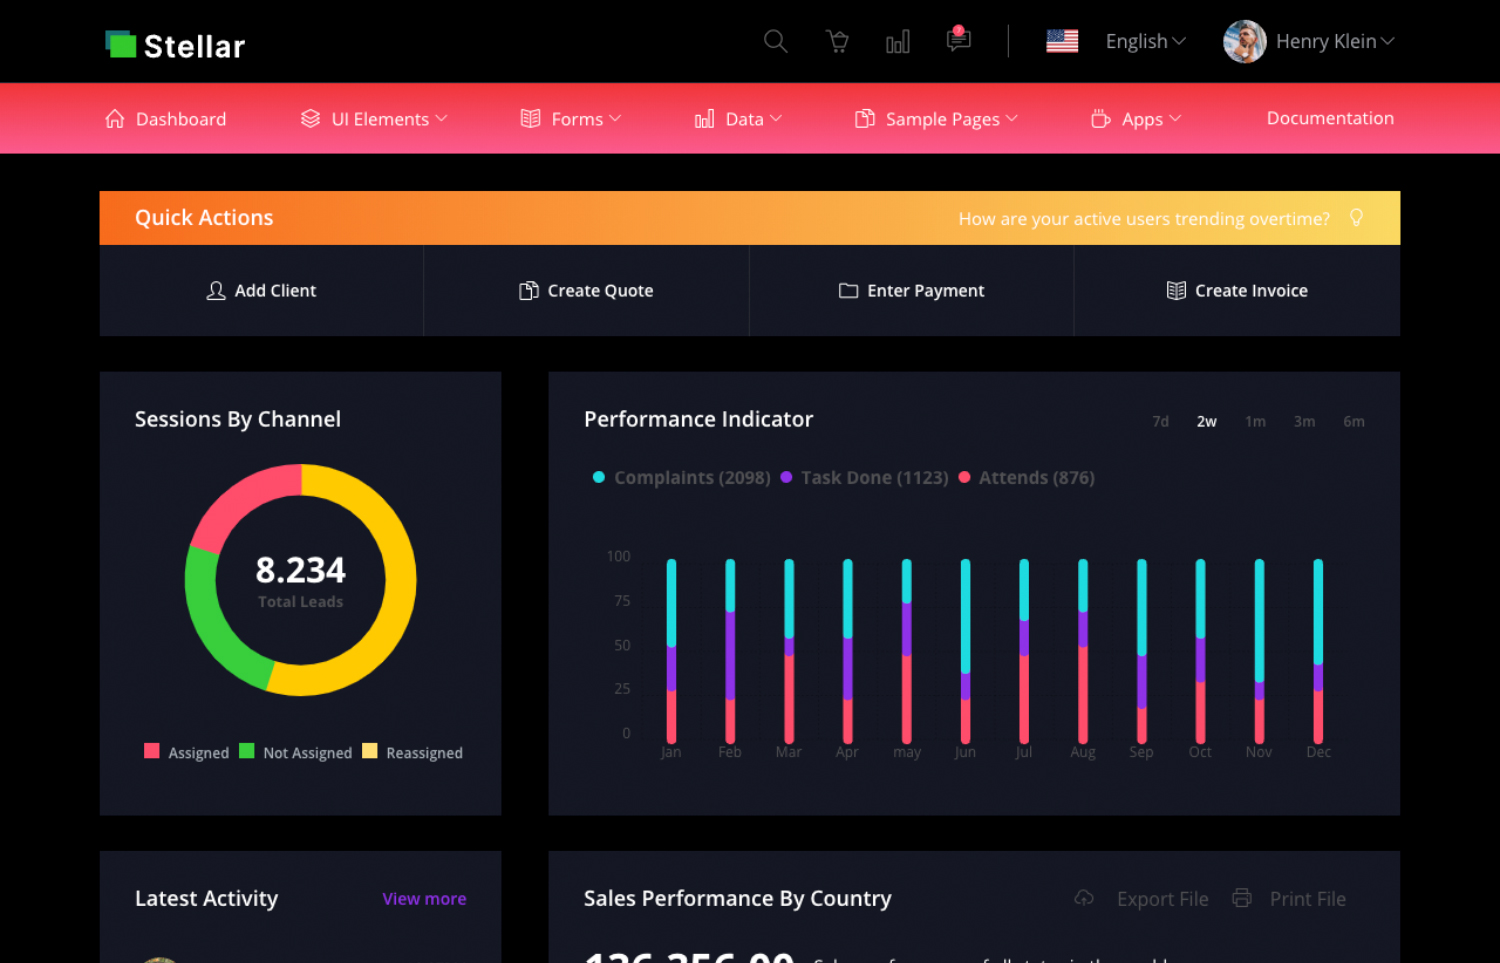 Stellar
English
Henry Klein
Dashboard
UI Elements
Forms
Data
Sample Pages
Apps
Documentation
Quick Actions
How are your active users trending overtime?
Add Client
Create Quote
Enter Payment
Create Invoice
Sessions By Channel
8.234
Total Leads
Assigned
Not Assigned
Reassigned
Performance Indicator
7d 2w 1m 3m 6m
Complaints (2098) Task Done (1123) Attends (876)
100
75
50
25
0
Jan Feb Mar Apr may Jun Jul Aug Sep Oct Nov Dec
Latest Activity
View more
Sales Performance By Country
Export File
Print File